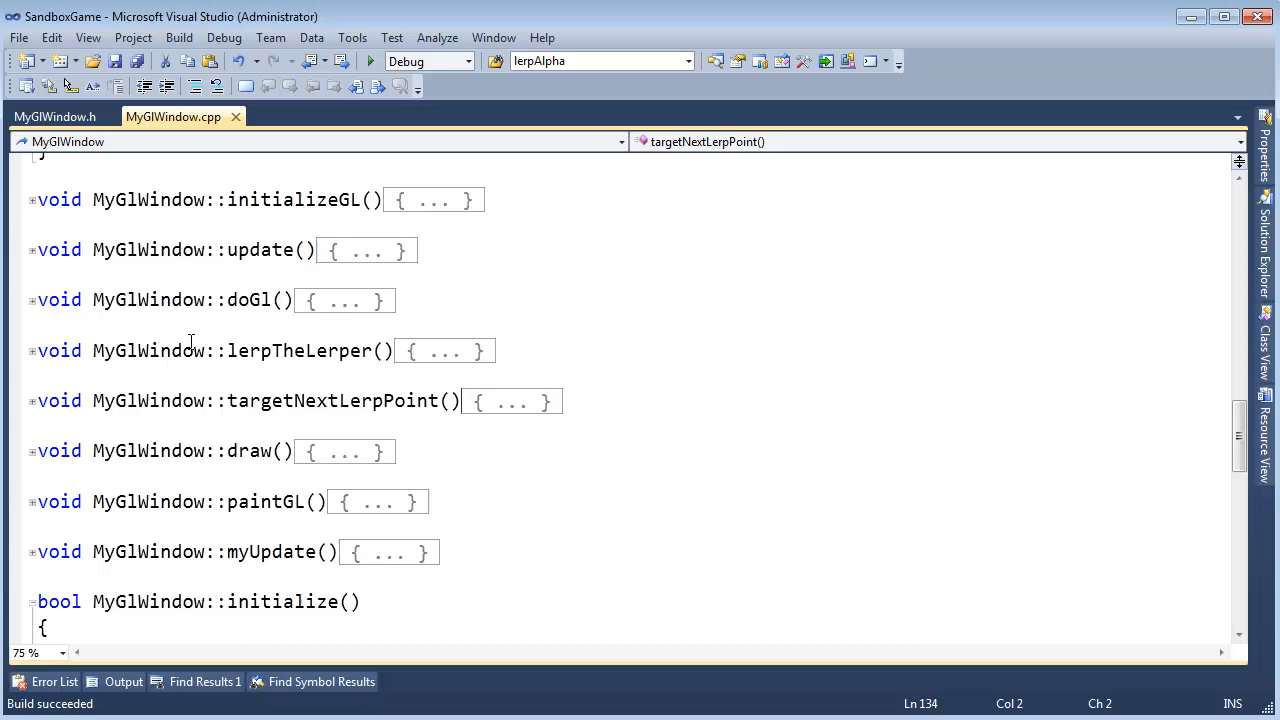 SandboxGame - Microsoft Visual Studio (Administrator)
File Edit View Project Build Debug Team Data Tools Test Analyze Window Help
Debug lerpAlpha
MyGlWindow.h MyGlWindow.cpp
MyGlWindow targetNextLerpPoint()
}
void MyGlWindow::initializeGL(){ ... }
void MyGlWindow::update(){ ... }
void MyGlWindow::doGl(){ ... }
void MyGlWindow::lerpTheLerper(){ ... }
void MyGlWindow::targetNextLerpPoint(){ ... }
void MyGlWindow::draw(){ ... }
void MyGlWindow::paintGL(){ ... }
void MyGlWindow::myUpdate(){ ... }
bool MyGlWindow::initialize()
{
75 %
Error List Output Find Results 1 Find Symbol Results
Build succeeded Ln 134 Col 2 Ch 2 INS
Properties
Solution Explorer
Class View
Resource View